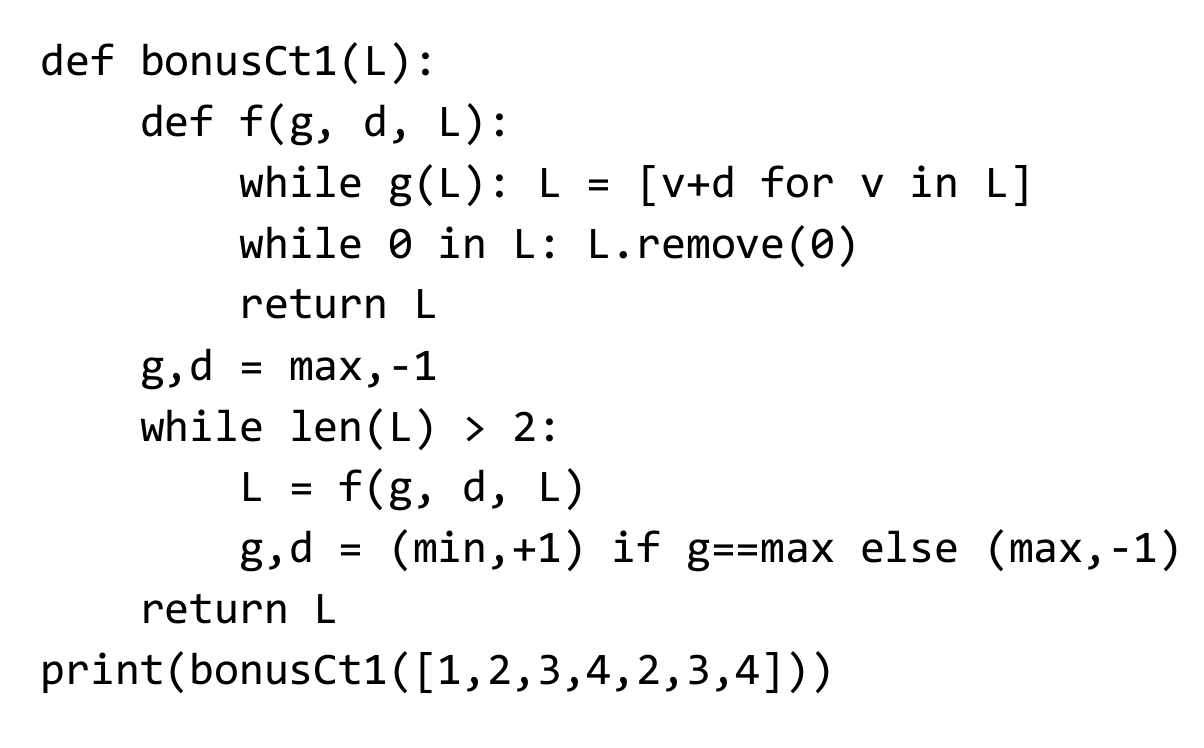 def bonusCt1(L):
    def f(g, d, L):
        while g(L): L = [v+d for v in L]
        while 0 in L: L.remove(0)
        return L
    g,d = max,-1
    while len(L) > 2:
        L = f(g, d, L)
        g,d = (min,+1) if g==max else (max,-1)
    return L
print(bonusCt1([1,2,3,4,2,3,4]))